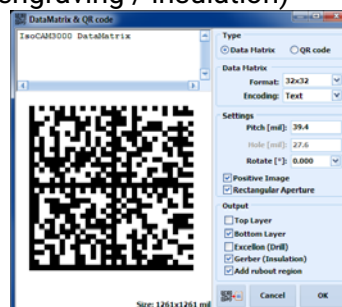 engraving / insulation)
DataMatrix & QR code
IsoCAM3000 DataMatrix
Size: 1261x1261 mil
Type
Data Matrix QR code
Data Matrix
Format: 32x32
Encoding: Text
Settings
Pitch [mil]: 39.4
Hole [mil]: 27.6
Rotate [°]: 0.000
Positive Image
Rectangular Aperture
Output
Top Layer
Bottom Layer
Excellon (Drill)
Gerber (Insulation)
Add rubout region
Cancel OK